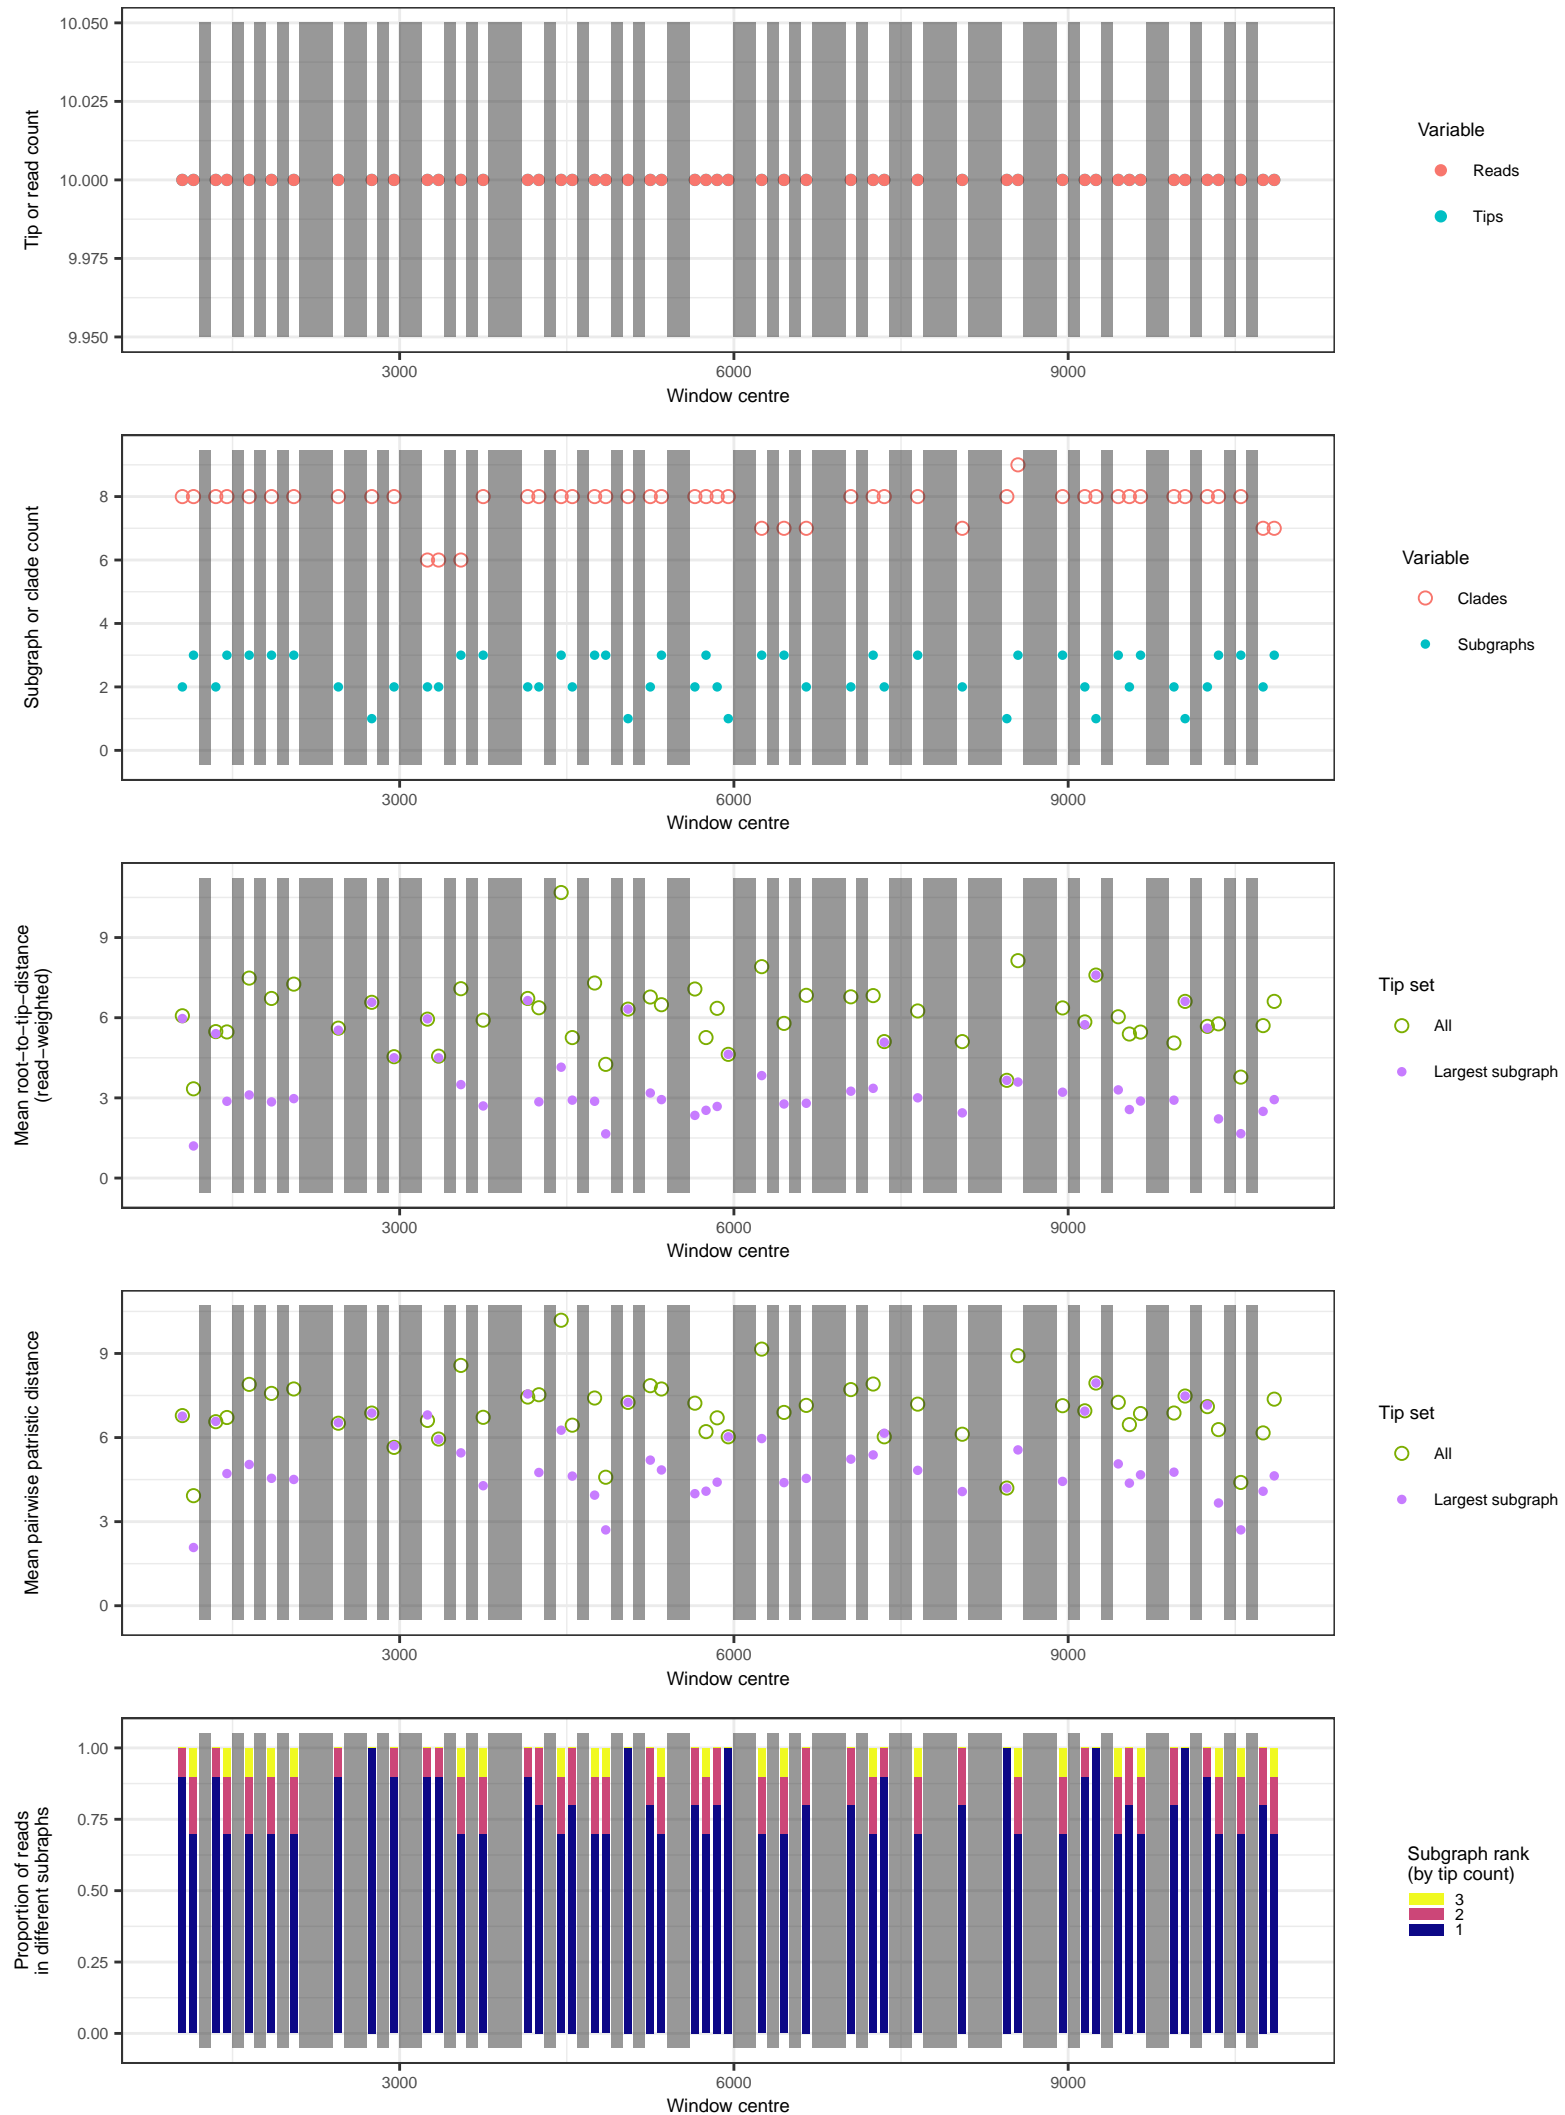 10.050
10.025
10.000
9.975
9.950
Tip or read count
3000
6000
9000
Window centre
Variable
Reads
Tips
8
6
4
2
0
Subgraph or clade count
3000
6000
9000
Window centre
Variable
Clades
Subgraphs
9
6
3
0
Mean root−to−tip−distance
(read−weighted)
3000
6000
9000
Window centre
Tip set
All
Largest subgraph
9
6
3
0
Mean pairwise patristic distance
3000
6000
9000
Window centre
Tip set
All
Largest subgraph
1.00
0.75
0.50
0.25
0.00
Proportion of reads
in different subraphs
3000
6000
9000
Window centre
Subgraph rank
(by tip count)
3
2
1